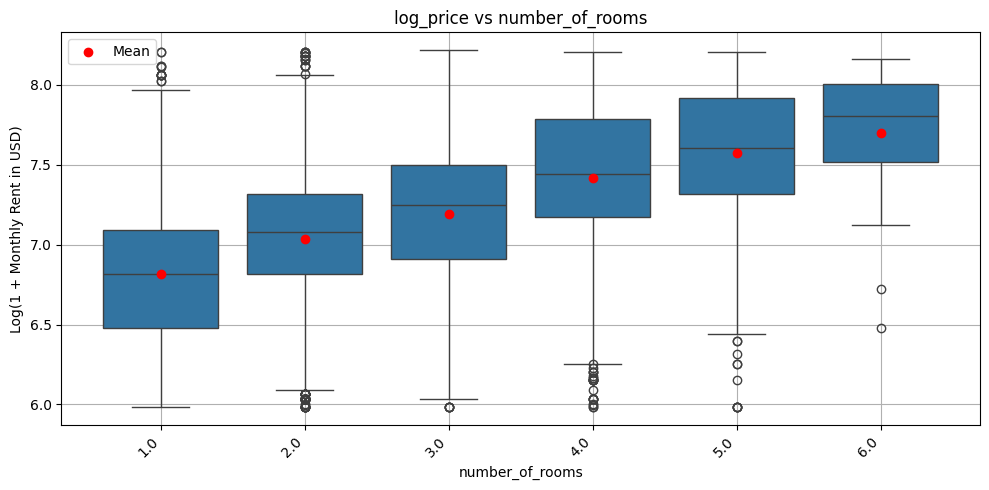 log_price vs number_of_rooms
Mean
Log(1 + Monthly Rent in USD)
8.0
7.5
7.0
6.5
6.0
1.0
2.0
3.0
4.0
5.0
6.0
number_of_rooms